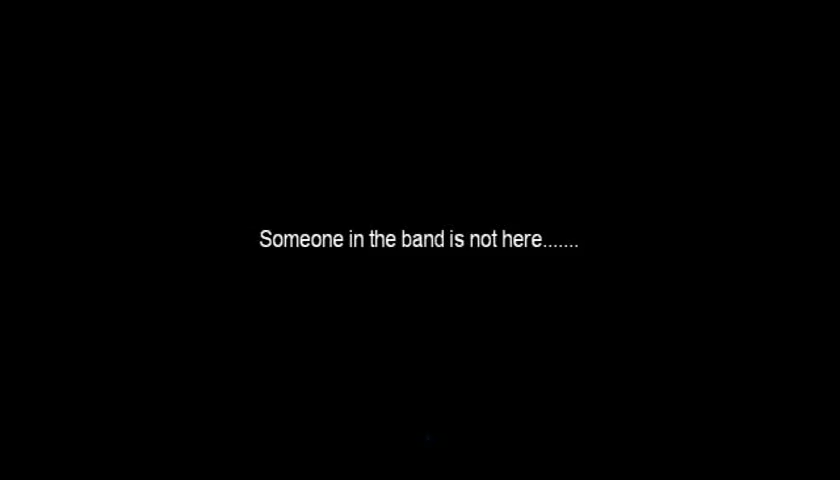 Someone in the band is not here.......